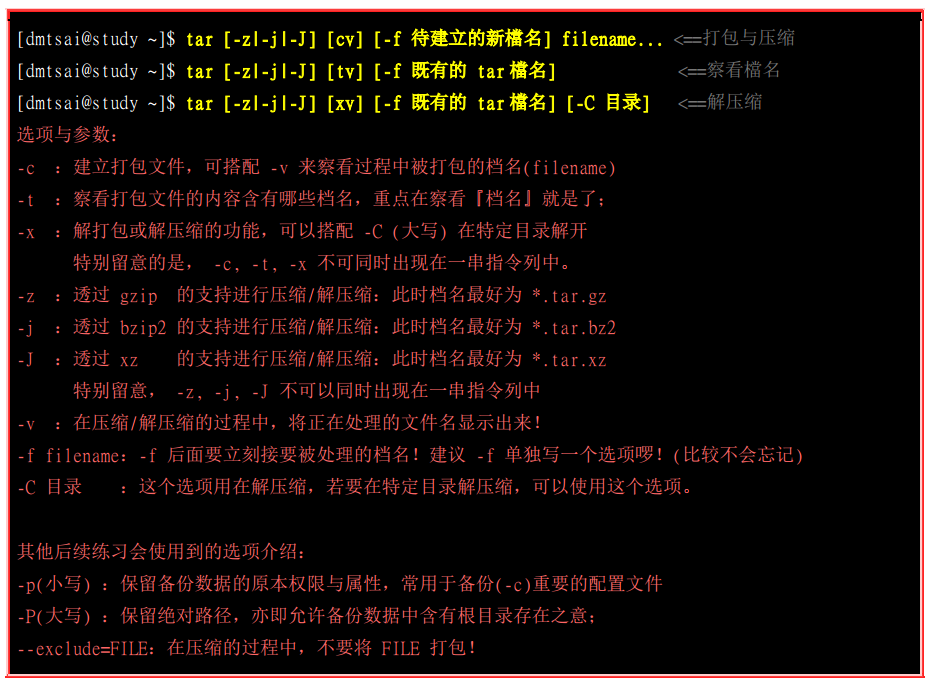 [dmtsai@study ~]$ tar [-z|-j|-J] [cv] [-f 待建立的新檔名] filename... <==打包与压缩
[dmtsai@study ~]$ tar [-z|-j|-J] [tv] [-f 既有的 tar檔名] <==察看檔名
[dmtsai@study ~]$ tar [-z|-j|-J] [xv] [-f 既有的 tar檔名] [-C 目录] <==解压缩
选项与参数:
-c : 建立打包文件, 可搭配 -v 来察看过程中被打包的档名(filename)
-t : 察看打包文件的内容含有哪些档名, 重点在察看『档名』就是了;
-x : 解打包或解压缩的功能, 可以搭配 -C (大写) 在特定目录解开
特别留意的是, -c, -t, -x 不可同时出现在一串指令列中。
-z : 透过 gzip 的支持进行压缩/解压缩: 此时档名最好为 *.tar.gz
-j : 透过 bzip2 的支持进行压缩/解压缩: 此时档名最好为 *.tar.bz2
-J : 透过 xz 的支持进行压缩/解压缩: 此时档名最好为 *.tar.xz
特别留意, -z, -j, -J 不可以同时出现在一串指令列中
-v : 在压缩/解压缩的过程中, 将正在处理的文件名显示出来!
-f filename: -f 后面要立刻接要被处理的档名! 建议 -f 单独写一个选项啰! (比较不会忘记)
-C 目录 : 这个选项用在解压缩, 若要在特定目录解压缩, 可以使用这个选项。
其他后续练习会使用到的选项介绍:
-p(小写) : 保留备份数据的原本权限与属性, 常用于备份(-c)重要的配置文件
-P(大写) : 保留绝对路径, 亦即允许备份数据中含有根目录存在之意;
--exclude=FILE: 在压缩的过程中, 不要将 FILE 打包!